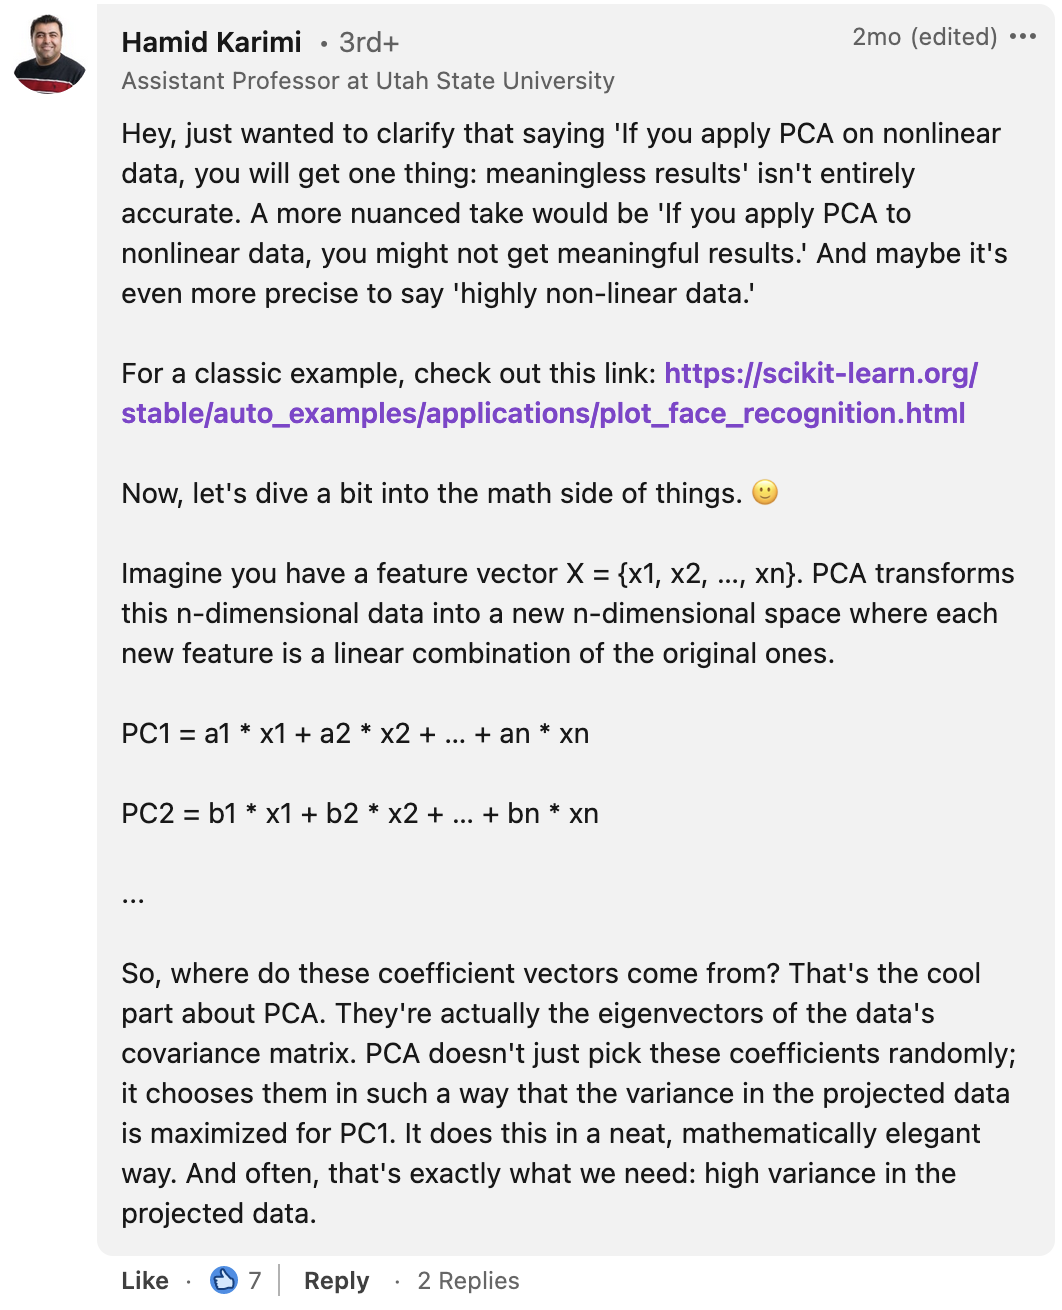 Hamid Karimi • 3rd+
2mo (edited) •••
Assistant Professor at Utah State University
Hey, just wanted to clarify that saying 'If you apply PCA on nonlinear
data, you will get one thing: meaningless results' isn't entirely
accurate. A more nuanced take would be 'If you apply PCA to
nonlinear data, you might not get meaningful results.' And maybe it's
even more precise to say 'highly non-linear data.'
For a classic example, check out this link: https://scikit-learn.org/
stable/auto_examples/applications/plot_face_recognition.html
Now, let's dive a bit into the math side of things. 🙂
Imagine you have a feature vector X = {x1, x2, ..., xn}. PCA transforms
this n-dimensional data into a new n-dimensional space where each
new feature is a linear combination of the original ones.
PC1 = a1 * x1 + a2 * x2 + ... + an * xn
PC2 = b1 * x1 + b2 * x2 + ... + bn * xn
...
So, where do these coefficient vectors come from? That's the cool
part about PCA. They're actually the eigenvectors of the data's
covariance matrix. PCA doesn't just pick these coefficients randomly;
it chooses them in such a way that the variance in the projected data
is maximized for PC1. It does this in a neat, mathematically elegant
way. And often, that's exactly what we need: high variance in the
projected data.
Like · 7 | Reply · 2 Replies